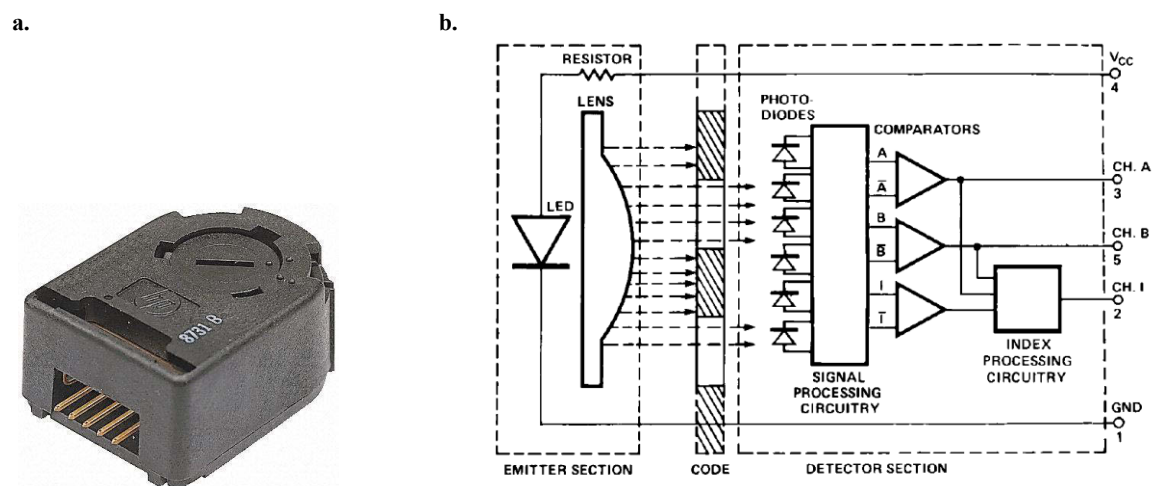 a.
b.
hp
8731 B
RESISTOR
LENS
LED
EMITTER SECTION
CODE
PHOTO-
DIODES
COMPARATORS
A
A̅
B
B̅
I
I̅
SIGNAL
PROCESSING
CIRCUITRY
INDEX
PROCESSING
CIRCUITRY
DETECTOR SECTION
VCC
4
CH. A
3
CH. B
5
CH. I
2
GND
1